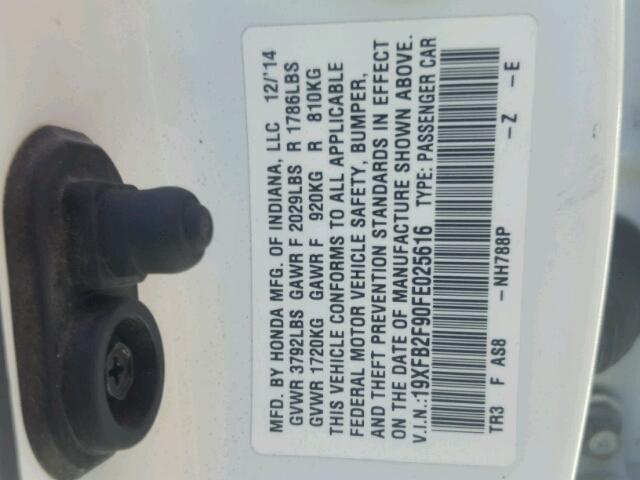 MFD. BY HONDA MFG. OF INDIANA, LLC 12/'14
GVWR 3792LBS GAWR F 2029LBS R 1786LBS
GVWR 1720KG GAWR F 920KG R 810KG
THIS VEHICLE CONFORMS TO ALL APPLICABLE
FEDERAL MOTOR VEHICLE SAFETY, BUMPER,
AND THEFT PREVENTION STANDARDS IN EFFECT
ON THE DATE OF MANUFACTURE SHOWN ABOVE.
V.I.N.:19XFB2F90FE025616 TYPE: PASSENGER CAR
TR3 F AS8 -NH788P -Z -E